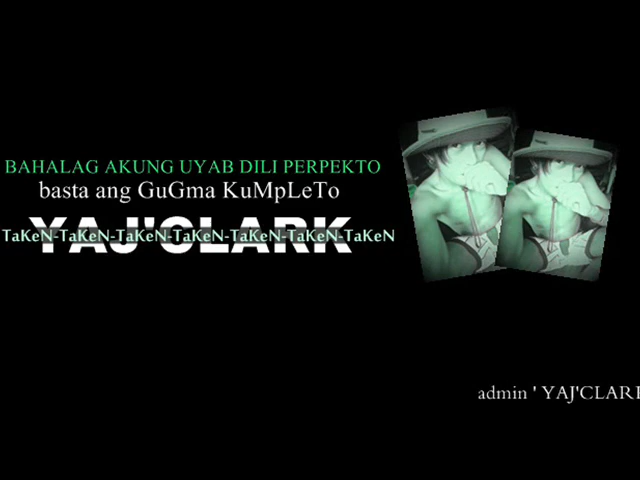 BAHALAG AKUNG UYAB DILI PERPEKTO
basta ang GuGma KuMpLeTo
YAJ'CLARK
TaKeN-TaKeN-TaKeN-TaKeN-TaKeN-TaKeN-TaKeN
admin ' YAJ'CLARK